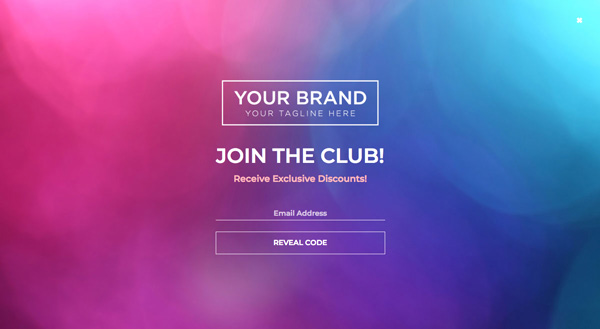 YOUR BRAND
YOUR TAGLINE HERE
JOIN THE CLUB!
Receive Exclusive Discounts!
Email Address
REVEAL CODE